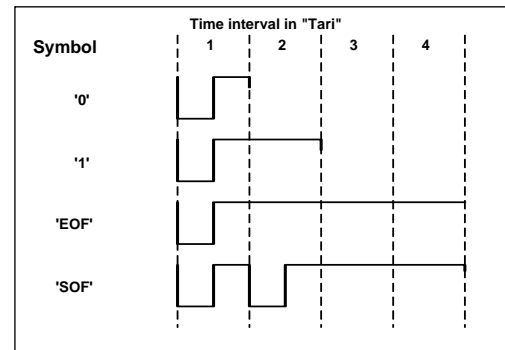 Time interval in "Tari"
Symbol 1 2 3 4
'0'
'1'
'EOF'
'SOF'